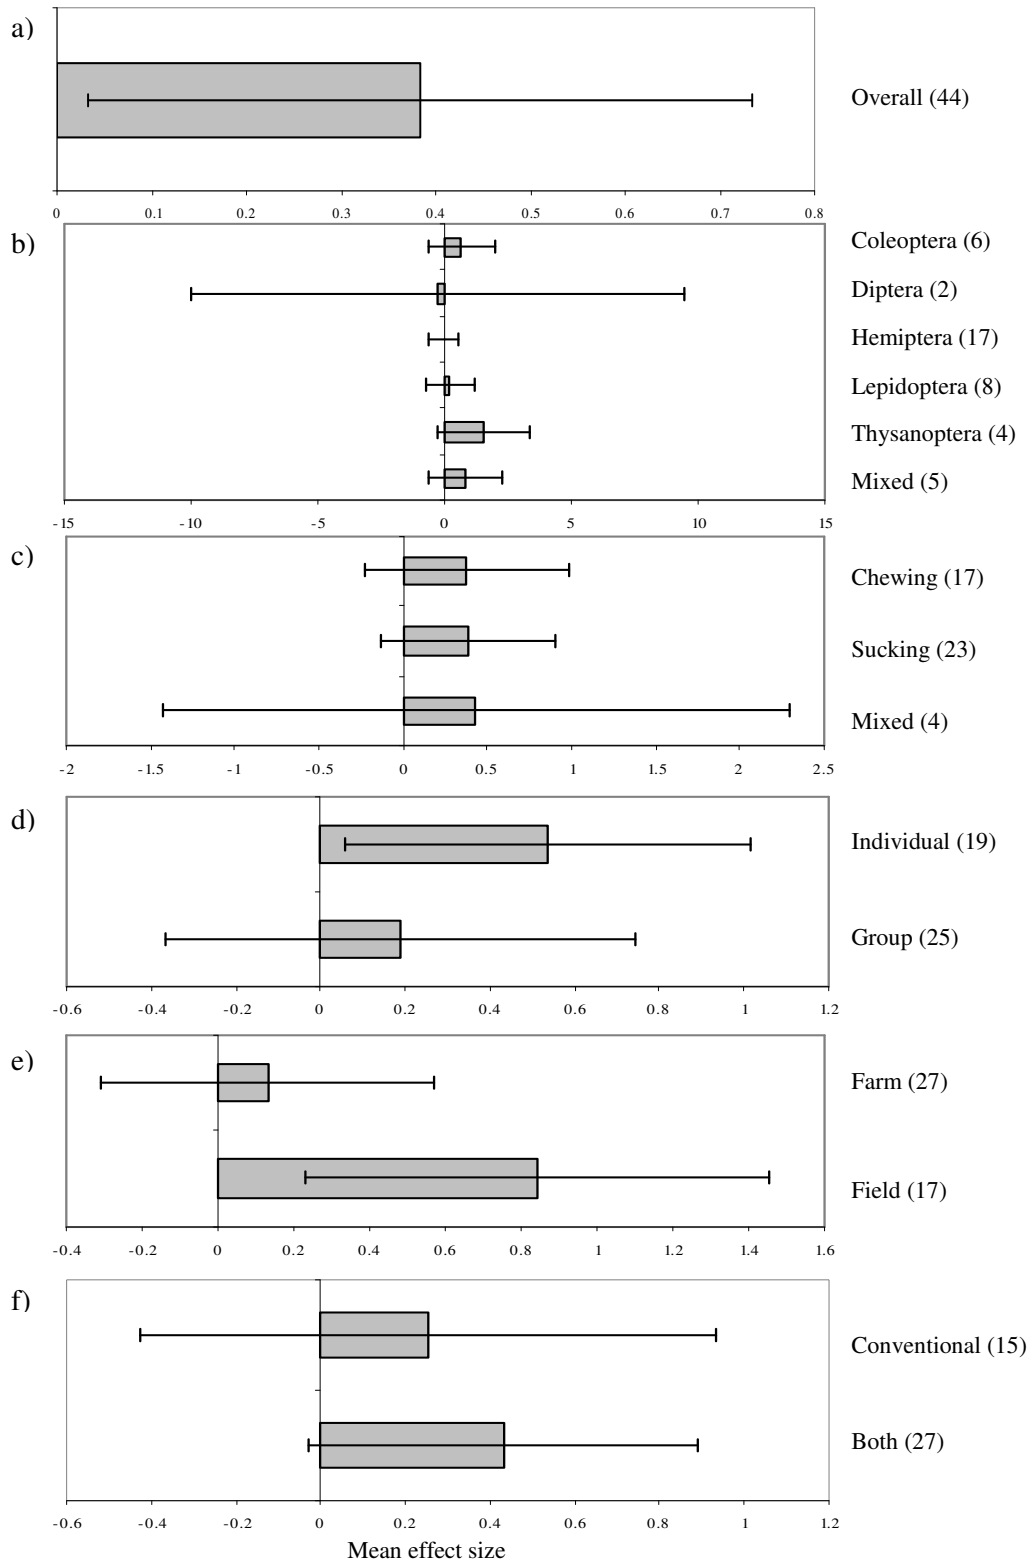 a)
Overall (44)
0 0.1 0.2 0.3 0.4 0.5 0.6 0.7 0.8
b)
Coleoptera (6)
Diptera (2)
Hemiptera (17)
Lepidoptera (8)
Thysanoptera (4)
Mixed (5)
-15 -10 -5 0 5 10 15
c)
Chewing (17)
Sucking (23)
Mixed (4)
-2 -1.5 -1 -0.5 0 0.5 1 1.5 2 2.5
d)
Individual (19)
Group (25)
-0.6 -0.4 -0.2 0 0.2 0.4 0.6 0.8 1 1.2
e)
Farm (27)
Field (17)
-0.4 -0.2 0 0.2 0.4 0.6 0.8 1 1.2 1.4 1.6
f)
Conventional (15)
Both (27)
-0.6 -0.4 -0.2 0 0.2 0.4 0.6 0.8 1 1.2
Mean effect size